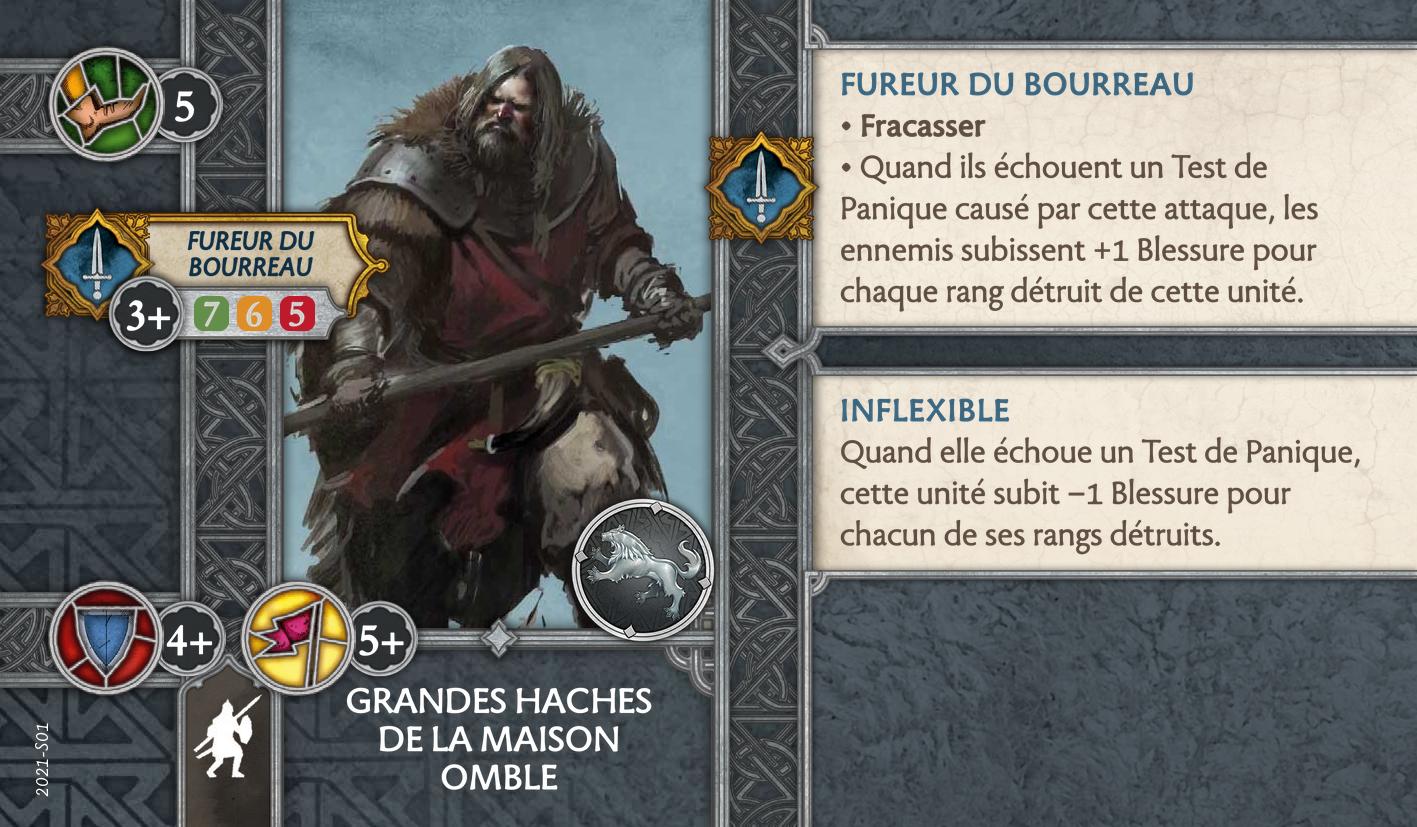 5
FUREUR DU
BOURREAU
3+ 7 6 5
4+ 5+
GRANDES HACHES
DE LA MAISON
OMBLE
2021-S01
FUREUR DU BOURREAU
• Fracasser
• Quand ils échouent un Test de
Panique causé par cette attaque, les
ennemis subissent +1 Blessure pour
chaque rang détruit de cette unité.
INFLEXIBLE
Quand elle échoue un Test de Panique,
cette unité subit −1 Blessure pour
chacun de ses rangs détruits.